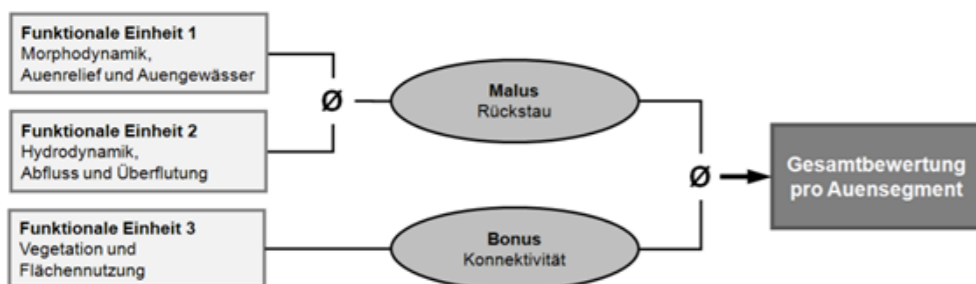 Funktionale Einheit 1
Morphodynamik,
Auenrelief und Auengewässer
Ø
Malus
Rückstau
Funktionale Einheit 2
Hydrodynamik,
Abfluss und Überflutung
Ø
Gesamtbewertung
pro Auensegment
Funktionale Einheit 3
Vegetation und
Flächennutzung
Bonus
Konnektivität